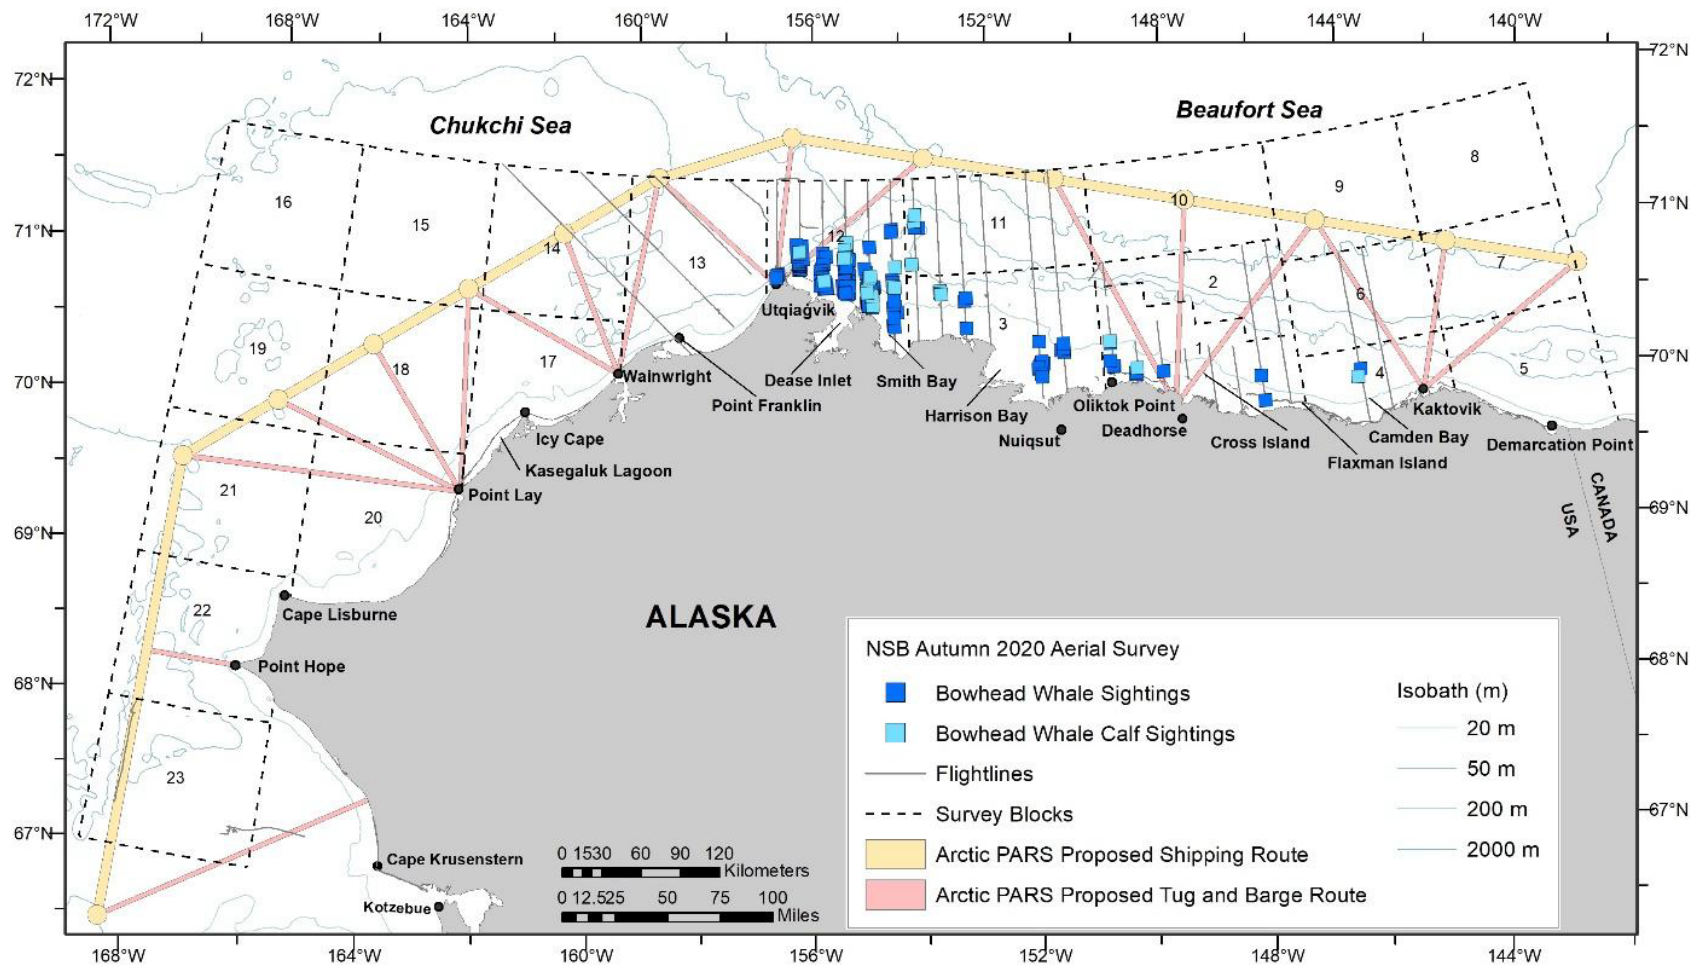 172°W 168°W 164°W 160°W 156°W 152°W 148°W 144°W 140°W
72°N 72°N
Chukchi Sea Beaufort Sea
8
9
16
15
71°N 71°N
10
11
12
14
13
7
2
6
3
19
18
17
1
4
5
70°N 70°N
Utqiaġvik
Wainwright
Point Franklin
Dease Inlet
Smith Bay
Harrison Bay
Oliktok Point
Nuiqsut
Deadhorse
Cross Island
Flaxman Island
Camden Bay
Kaktovik
Demarcation Point
Icy Cape
Kasegaluk Lagoon
Point Lay
21
20
69°N 69°N
CANADA
USA
22
Cape Lisburne
ALASKA
Point Hope
68°N 68°N
23
67°N 67°N
Cape Krusenstern
Kotzebue
0 1530 60 90 120
Kilometers
0 12.525 50 75 100
Miles
NSB Autumn 2020 Aerial Survey
Bowhead Whale Sightings
Bowhead Whale Calf Sightings
Flightlines
Survey Blocks
Arctic PARS Proposed Shipping Route
Arctic PARS Proposed Tug and Barge Route
Isobath (m)
20 m
50 m
200 m
2000 m
168°W 164°W 160°W 156°W 152°W 148°W 144°W